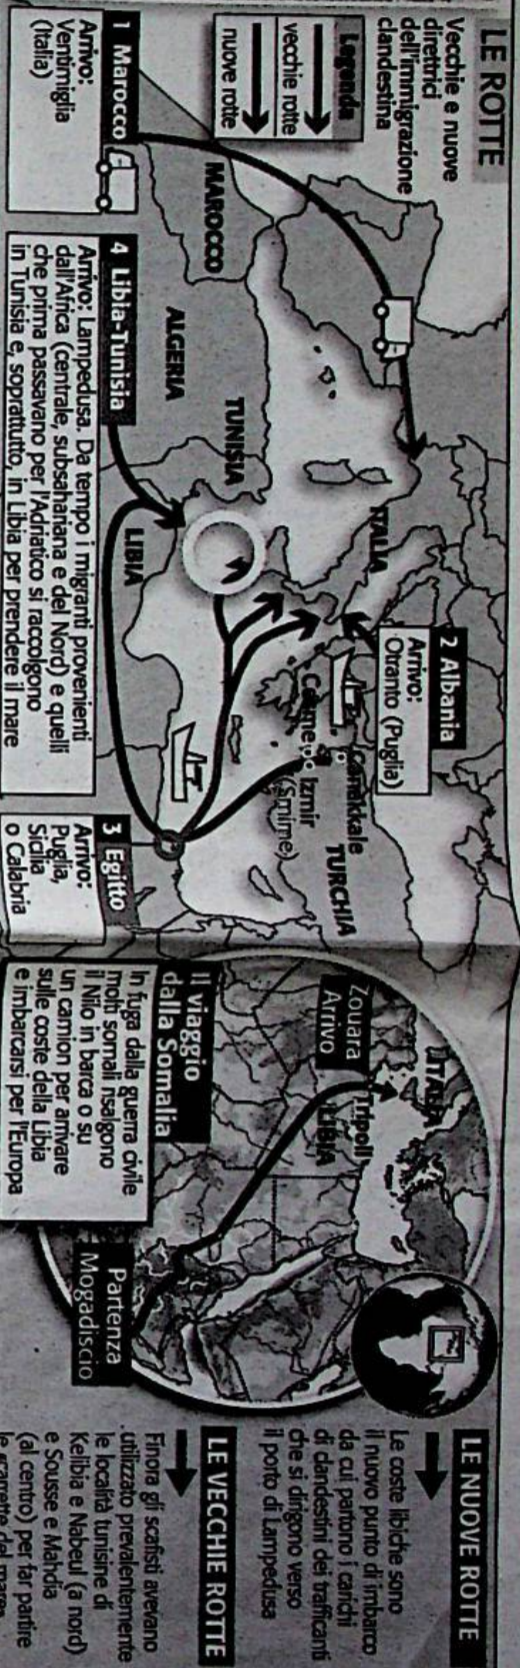 LE ROTTE
Vecchie e nuove
direttrici
dell'immigrazione
clandestina
Legenda
vecchie rotte
nuove rotte
1 Marocco
Arrivo:
Ventimiglia
(Italia)
MAROCCO
ALGERIA
TUNISIA
LIBIA
ITALIA
TURCHIA
Canakkale
Izmir
(Smirne)
2 Albania
Arrivo:
Otranto (Puglia)
4 Libia-Tunisia
Arrivo: Lampedusa. Da tempo i migranti provenienti
dall'Africa (centrale, subsahariana e del Nord) e quelli
che prima passavano per l'Adriatico si raccolgono
in Tunisia e, soprattutto, in Libia per prendere il mare
3 Egitto
Arrivo:
Puglia,
Sicilia
o Calabria
ITALIA
Zouara
Arrivo
Tripoli
LIBIA
Il viaggio
dalla Somalia
In fuga dalla guerra civile
molti somali risalgono
il Nilo in barca o su
un camion per arrivare
sulle coste della Libia
e imbarcarsi per l'Europa
Partenza
Mogadiscio
LE NUOVE ROTTE
Le coste libiche sono
il nuovo punto di imbarco,
da cui partono i carichi
di clandestini dei trafficanti
che si dirigono verso
il porto di Lampedusa
LE VECCHIE ROTTE
Finora gli scafisti avevano
utilizzato prevalentemente
le località tunisine di
Kelibia e Nabeul (a nord)
e Sousse e Mahdia
(al centro) per far partire
le carrette del mare